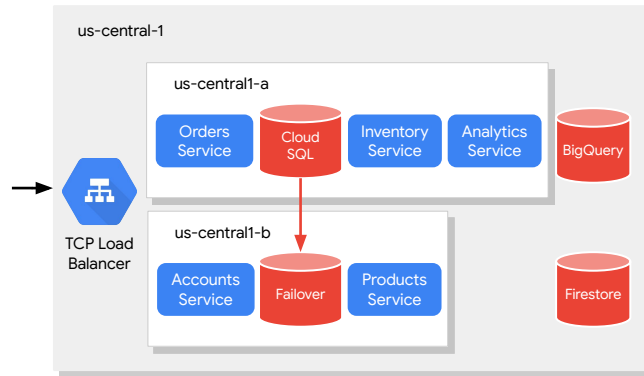 us-central-1
us-central1-a
Orders
Service
Cloud
SQL
Inventory
Service
Analytics
Service
BigQuery
TCP Load
Balancer
us-central1-b
Accounts
Service
Failover
Products
Service
Firestore